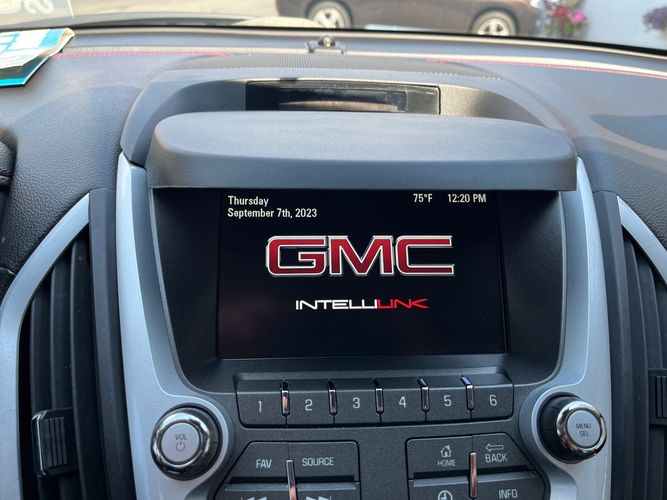 Thursday 75°F 12:20 PM
September 7th, 2023
GMC
INTELLILINK
1 2 3 4 5 6
VOL
MENU
SEL
FAV SOURCE HOME BACK
INFO